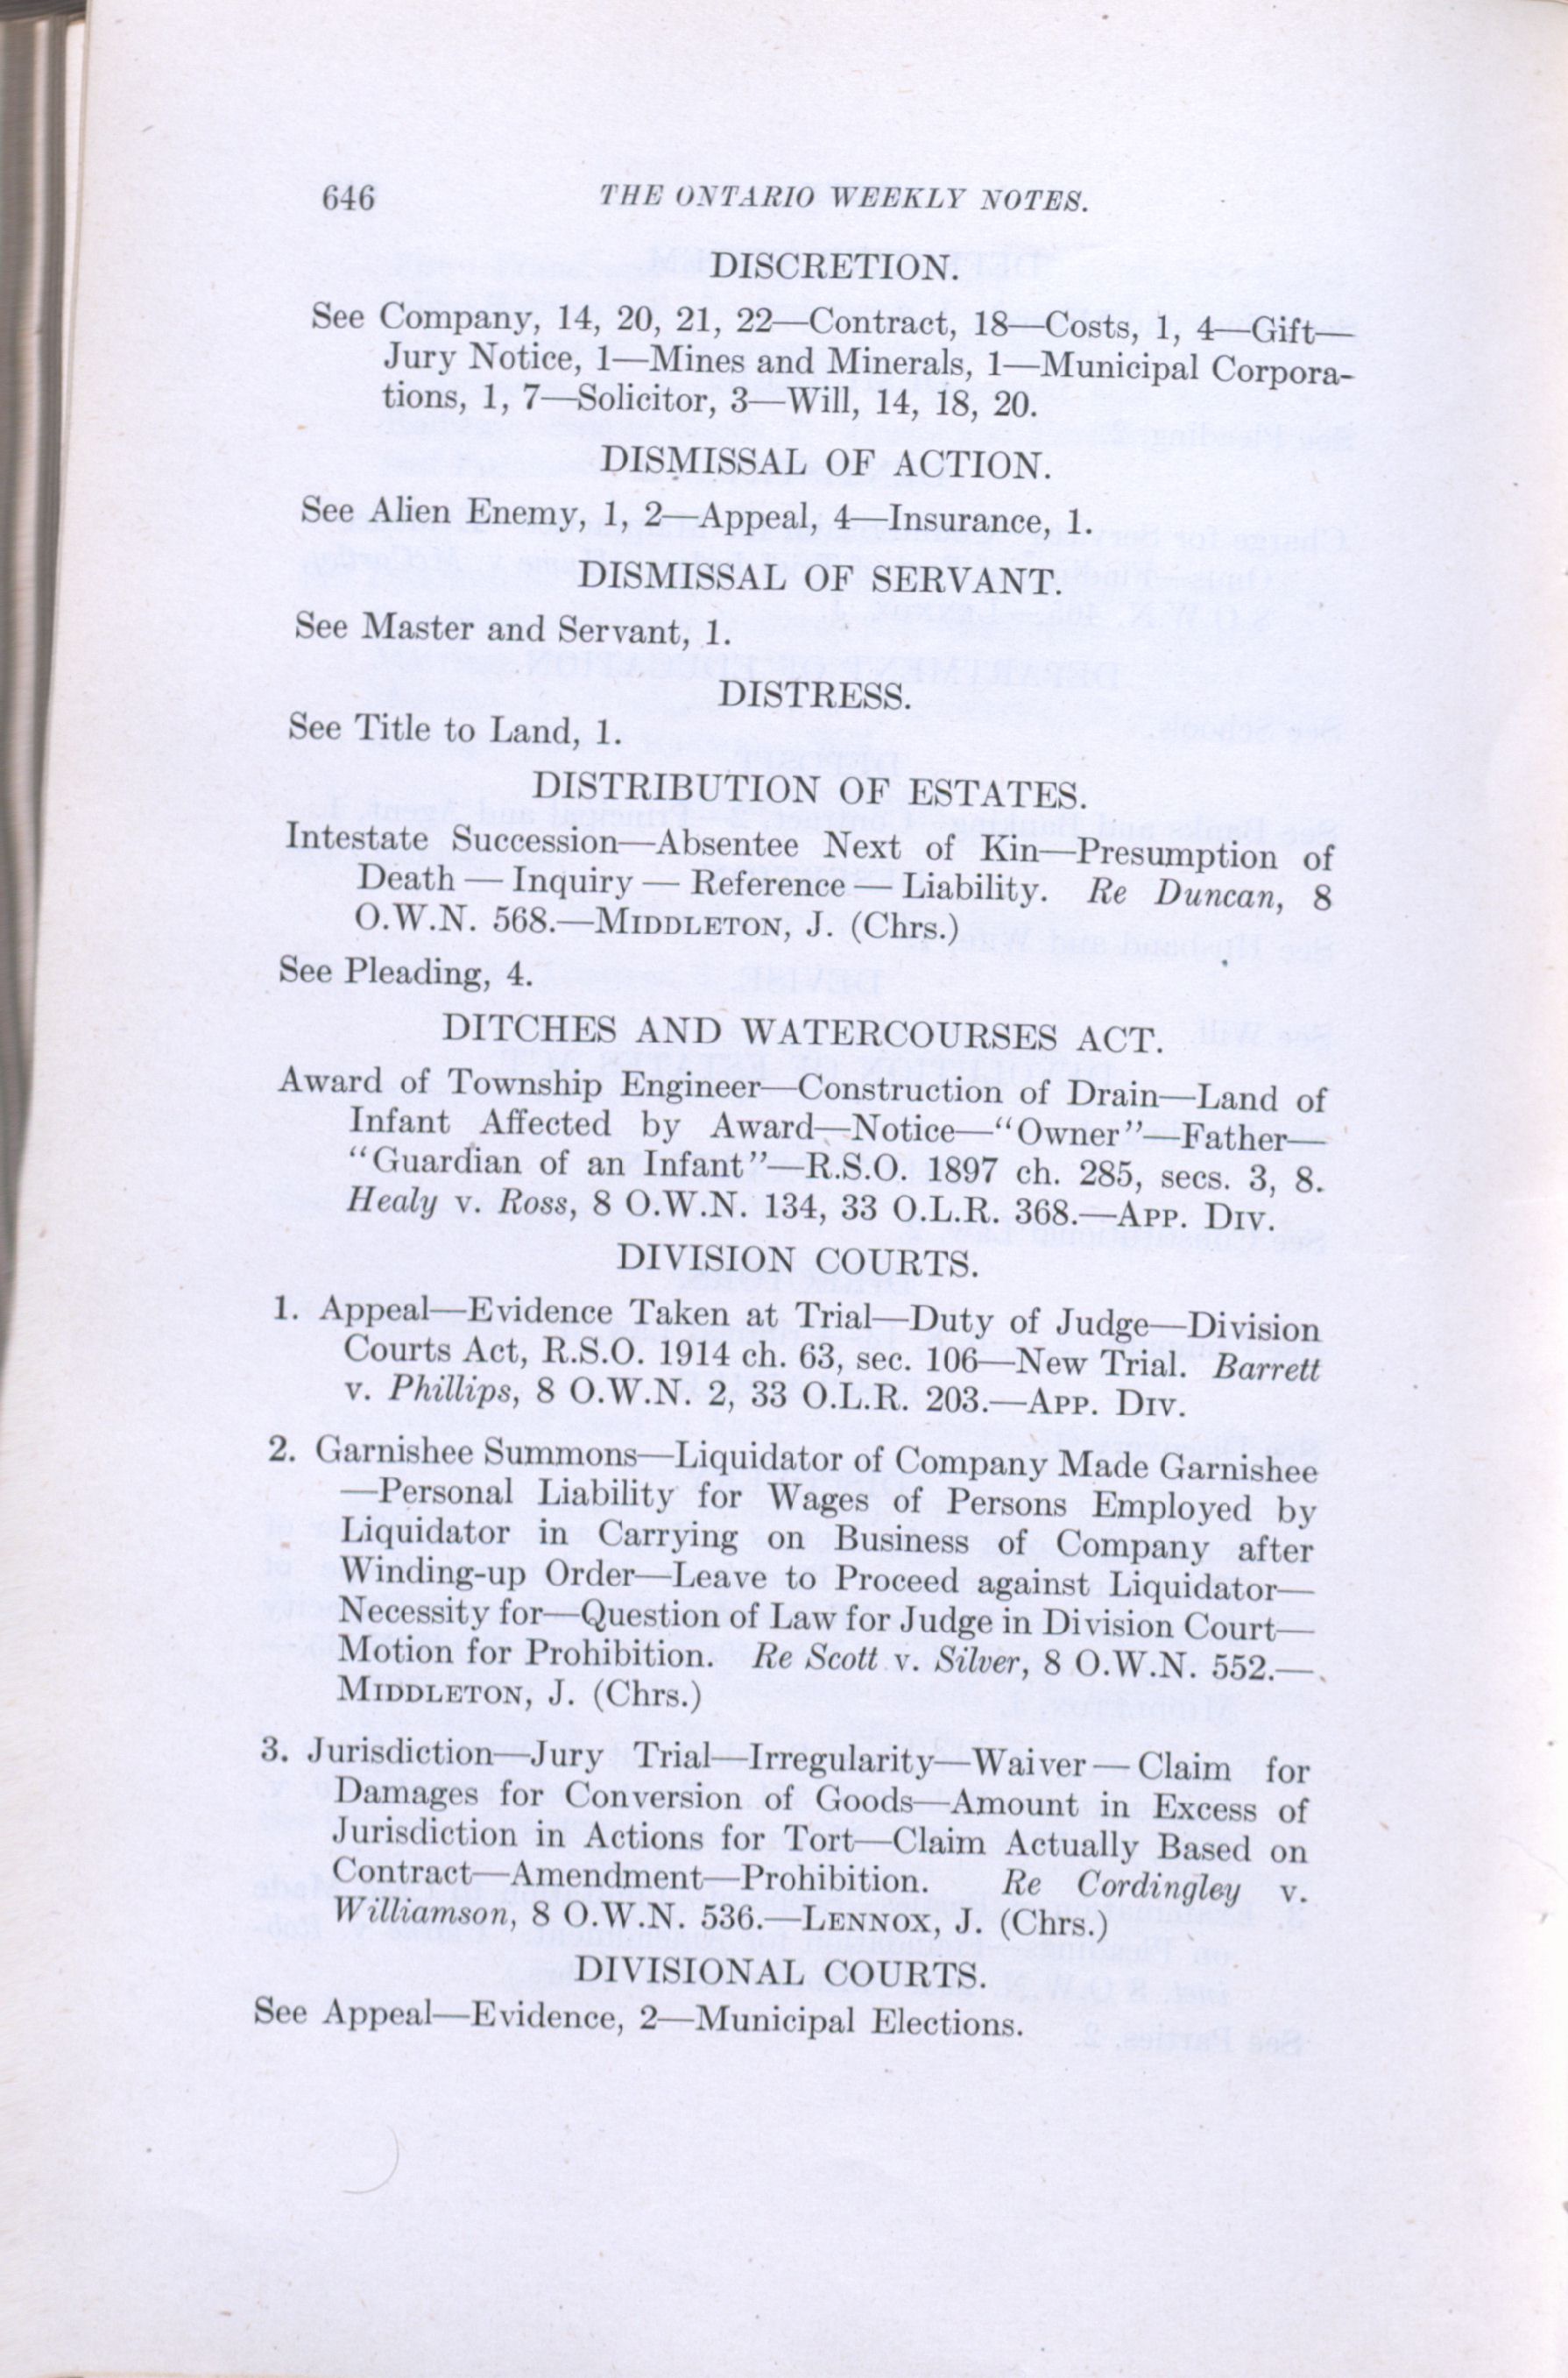 646 THE ONTARIO WEEKLY NOTES.
DISCRETION.
See Company, 14, 20, 21, 22—Contract, 18—Costs, 1, 4—Gift—
Jury Notice, 1—Mines and Minerals, 1—Municipal Corpora-
tions, 1, 7—Solicitor, 3—Will, 14, 18, 20.
DISMISSAL OF ACTION.
See Alien Enemy, 1, 2—Appeal, 4—Insurance, 1.
DISMISSAL OF SERVANT.
See Master and Servant, 1.
DISTRESS.
See Title to Land, 1.
DISTRIBUTION OF ESTATES.
Intestate Succession—Absentee Next of Kin—Presumption of
Death — Inquiry — Reference — Liability. Re Duncan, 8
O.W.N. 568.—MIDDLETON, J. (Chrs.)
See Pleading, 4.
DITCHES AND WATERCOURSES ACT.
Award of Township Engineer—Construction of Drain—Land of
Infant Affected by Award—Notice—"Owner"—Father—
"Guardian of an Infant"—R.S.O. 1897 ch. 285, secs. 3, 8.
Healy v. Ross, 8 O.W.N. 134, 33 O.L.R. 368.—APP. DIV.
DIVISION COURTS.
1. Appeal—Evidence Taken at Trial—Duty of Judge—Division
Courts Act, R.S.O. 1914 ch. 63, sec. 106—New Trial. Barrett
v. Phillips, 8 O.W.N. 2, 33 O.L.R. 203.—APP. DIV.
2. Garnishee Summons—Liquidator of Company Made Garnishee
—Personal Liability for Wages of Persons Employed by
Liquidator in Carrying on Business of Company after
Winding-up Order—Leave to Proceed against Liquidator—
Necessity for—Question of Law for Judge in Division Court—
Motion for Prohibition. Re Scott v. Silver, 8 O.W.N. 552.—
MIDDLETON, J. (Chrs.)
3. Jurisdiction—Jury Trial—Irregularity—Waiver — Claim for
Damages for Conversion of Goods—Amount in Excess of
Jurisdiction in Actions for Tort—Claim Actually Based on
Contract—Amendment—Prohibition. Re Cordingley v.
Williamson, 8 O.W.N. 536.—LENNOX, J. (Chrs.)
DIVISIONAL COURTS.
See Appeal—Evidence, 2—Municipal Elections.